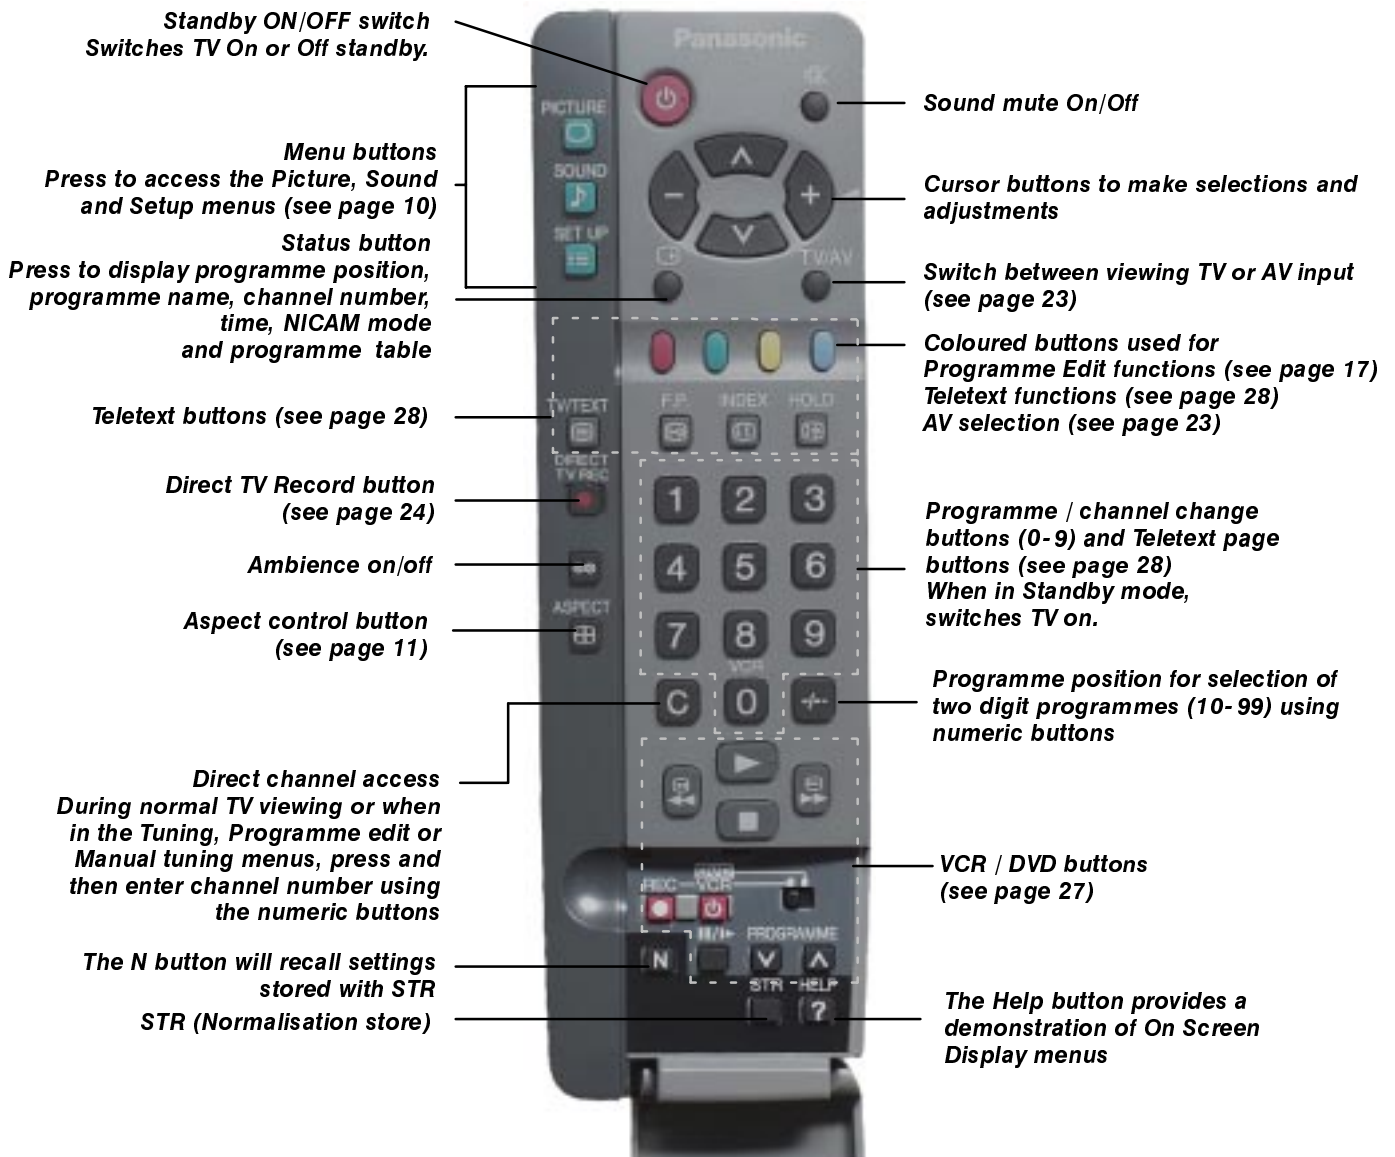 Standby ON/OFF switch
Switches TV On or Off standby.
Menu buttons
Press to access the Picture, Sound
and Setup menus (see page 10)
Status button
Press to display programme position,
programme name, channel number,
time, NICAM mode
and programme table
Teletext buttons (see page 28)
Direct TV Record button
(see page 24)
Ambience on/off
Aspect control button
(see page 11)
Direct channel access
During normal TV viewing or when
in the Tuning, Programme edit or
Manual tuning menus, press and
then enter channel number using
the numeric buttons
The N button will recall settings
stored with STR
STR (Normalisation store)
Panasonic
PICTURE
SOUND
SET UP
TV/AV
TV/TEXT
F.P.
INDEX
HOLD
DIRECT
TV REC
1
2
3
4
5
6
ASPECT
7
8
9
VCR
C
0
-/--
REC
VCR
PROGRAMME
N
STR
HELP
?
Sound mute On/Off
Cursor buttons to make selections and
adjustments
Switch between viewing TV or AV input
(see page 23)
Coloured buttons used for
Programme Edit functions (see page 17)
Teletext functions (see page 28)
AV selection (see page 23)
Programme / channel change
buttons (0-9) and Teletext page
buttons (see page 28)
When in Standby mode,
switches TV on.
Programme position for selection of
two digit programmes (10-99) using
numeric buttons
VCR / DVD buttons
(see page 27)
The Help button provides a
demonstration of On Screen
Display menus